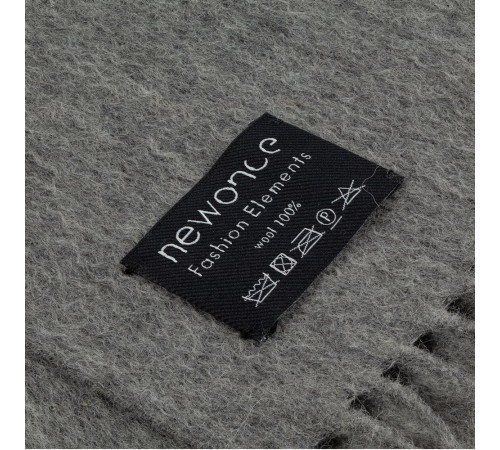 newonce
Fashion Elements
wool 100%
P